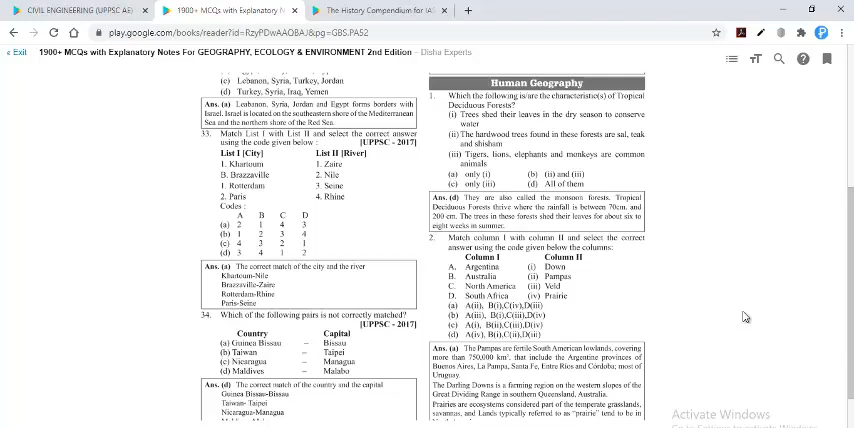 CIVIL ENGINEERING (UPPSC AE)
1900+ MCQs with Explanatory N
The History Compendium for IAS
play.google.com/books/reader?id=RzyPDwAAQBAJ&pg=GBS.PA52
« Exit 1900+ MCQs with Explanatory Notes For GEOGRAPHY, ECOLOGY & ENVIRONMENT 2nd Edition – Disha Experts
(c) Lebanon, Syria, Turkey, Jordan
(d) Turkey, Syria, Iraq, Yemen
Ans. (a) Leabanon, Syria, Jordan and Egypt forms borders with
Israel. Israel is located on the southeastern shore of the Mediterranean
Sea and the northern shore of the Red Sea.
33. Match List I with List II and select the correct answer
using the code given below : [UPPSC - 2017]
List I [City] List II [River]
1. Khartoum 1. Zaire
B. Brazzaville 2. Nile
1. Rotterdam 3. Seine
2. Paris 4. Rhine
Codes :
A B C D
(a) 2 1 4 3
(b) 1 2 3 4
(c) 4 3 2 1
(d) 3 4 1 2
Ans. (a) The correct match of the city and the river
Khartoum-Nile
Brazzaville-Zaire
Rotterdam-Rhine
Paris-Seine
34. Which of the following pairs is not correctly matched?
[UPPSC - 2017]
Country Capital
(a) Guinea Bissau – Bissau
(b) Taiwan – Taipei
(c) Nicaragua – Managua
(d) Maldives – Malabo
Ans. (d) The correct match of the country and the capital
Guinea Bissau-Bissau
Taiwan- Taipei
Nicaragua-Managua
Human Geography
1. Which the following is/are the characteristic(s) of Tropical
Deciduous Forests?
(i) Trees shed their leaves in the dry season to conserve
water
(ii) The hardwood trees found in these forests are sal, teak
and shisham
(iii) Tigers, lions, elephants and monkeys are common
animals
(a) only (i) (b) (ii) and (iii)
(c) only (iii) (d) All of them
Ans. (d) They are also called the monsoon forests. Tropical
Deciduous Forests thrive where the rainfall is between 70cm. and
200 cm. The trees in these forests shed their leaves for about six to
eight weeks in summer.
2. Match column I with column II and select the correct
answer using the code given below the columns:
Column I Column II
A. Argentina (i) Down
B. Australia (ii) Pampas
C. North America (iii) Veld
D. South Africa (iv) Prairie
(a) A(ii), B(i),C(iv),D(iii)
(b) A(iii), B(i),C(iii),D(iv)
(c) A(i), B(ii),C(iii),D(iv)
(d) A(iv), B(i),C(ii),D(iii)
Ans. (a) The Pampas are fertile South American lowlands, covering
more than 750,000 km², that include the Argentine provinces of
Buenos Aires, La Pampa, Santa Fe, Entre Ríos and Córdoba; most of
Uruguay.
The Darling Downs is a farming region on the western slopes of the
Great Dividing Range in southern Queensland, Australia.
Prairies are ecosystems considered part of the temperate grasslands,
savannas, and Lands typically referred to as "prairie" tend to be in
Activate Windows